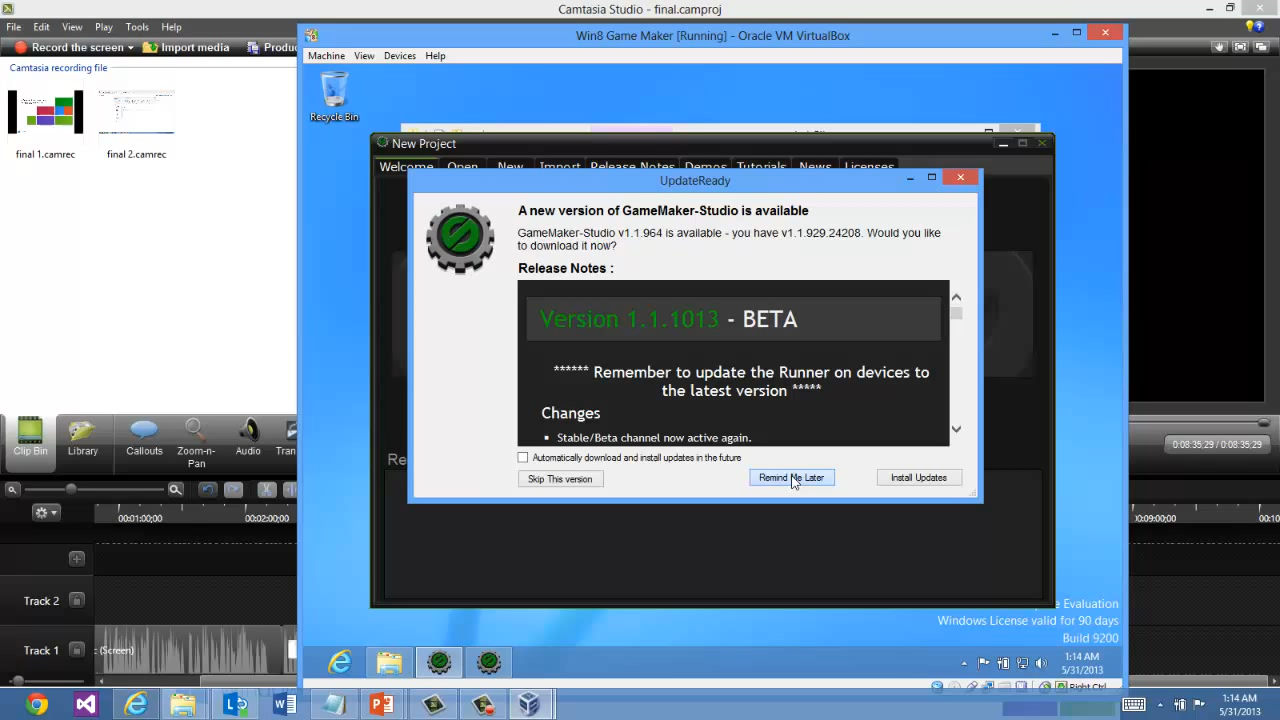 Camtasia Studio - final.camproj
File Edit View Play Tools Help
Record the screen Import media
Camtasia recording file
final 1.camrec final 2.camrec
Clip Bin Library Callouts Zoom-n-Pan Audio
00:01:00;00 00:02:00;00
Track 2
Track 1
(Screen)
0:08:35;29 / 0:08:35;29
00:09:00;00
Win8 Game Maker [Running] - Oracle VM VirtualBox
Machine View Devices Help
Recycle Bin
New Project
Welcome Open New Import Release Notes Demos Tutorials News Licenses
UpdateReady
A new version of GameMaker-Studio is available
GameMaker-Studio v1.1.964 is available - you have v1.1.929.24208. Would you like
to download it now?
Release Notes :
Version 1.1.1013 - BETA
****** Remember to update the Runner on devices to
the latest version *****
Changes
Stable/Beta channel now active again.
Automatically download and install updates in the future
Skip This version Remind Me Later Install Updates
Evaluation
Windows License valid for 90 days
Build 9200
1:14 AM
5/31/2013
Right Ctrl
1:14 AM
5/31/2013